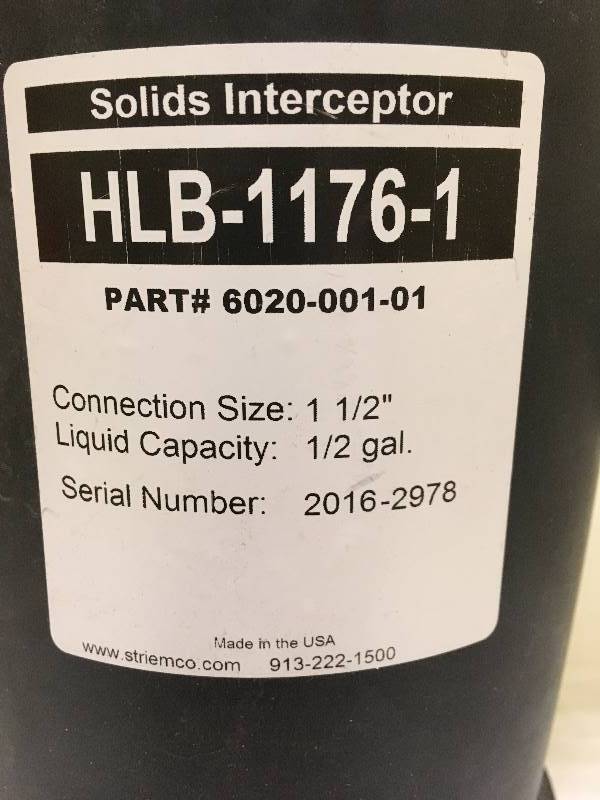 Solids Interceptor
HLB-1176-1
PART# 6020-001-01
Connection Size: 1 1/2"
Liquid Capacity: 1/2 gal.
Serial Number: 2016-2978
Made in the USA
www.striemco.com 913-222-1500